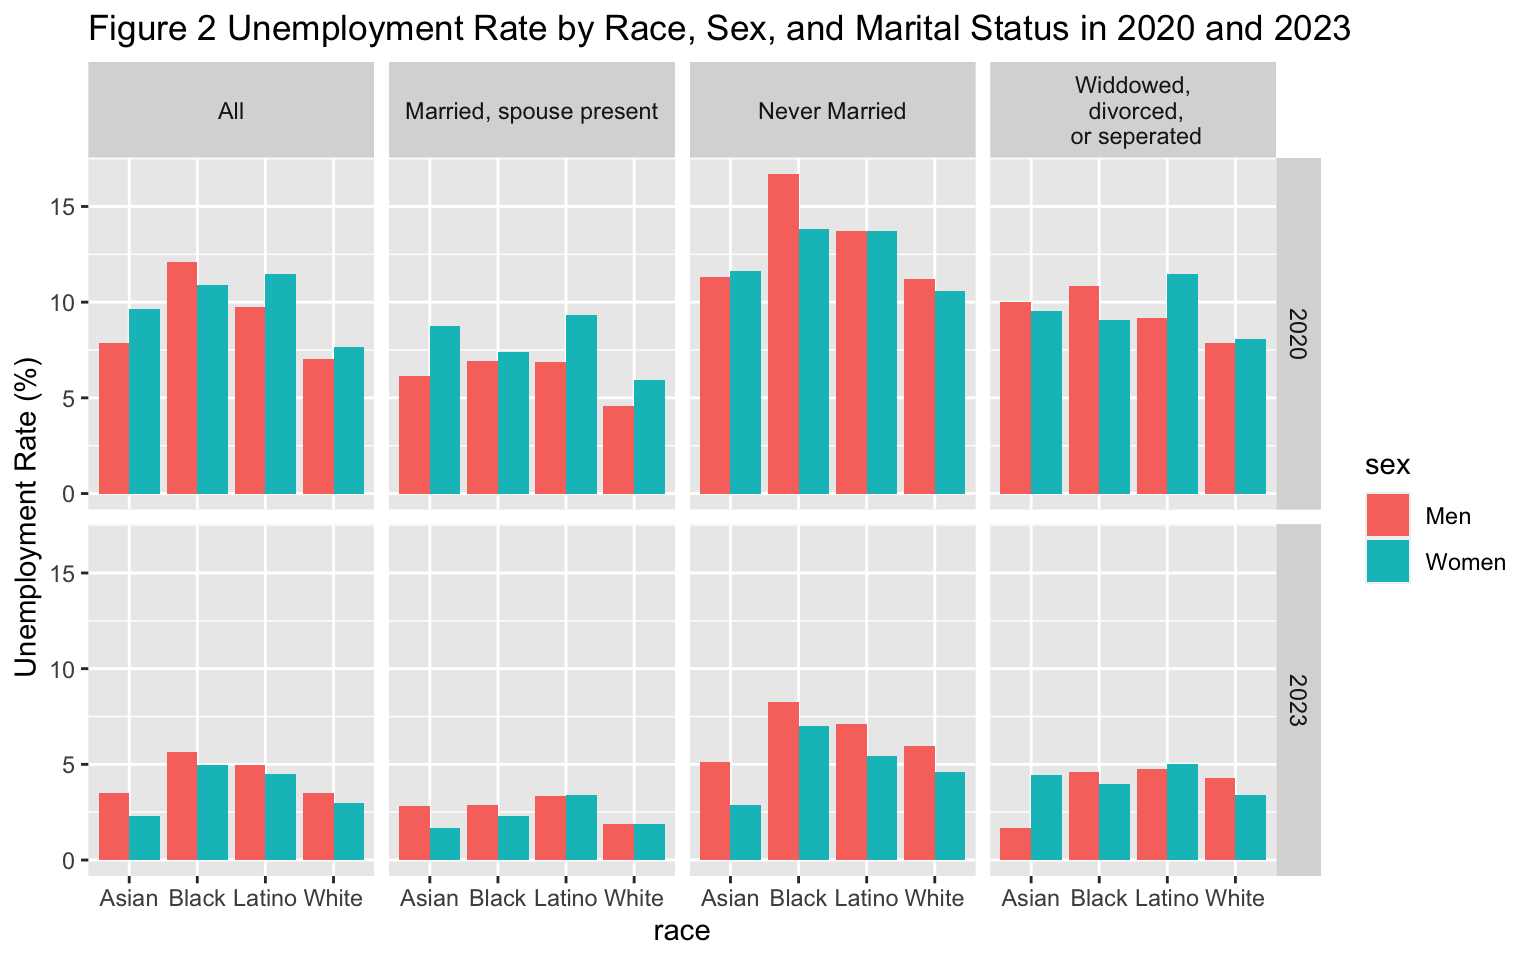 Figure 2 Unemployment Rate by Race, Sex, and Marital Status in 2020 and 2023
All
Married, spouse present
Never Married
Widdowed,
divorced,
or seperated
Unemployment Rate (%)
15
10
5
0
2020
15
10
5
0
2023
Asian Black Latino White
Asian Black Latino White
Asian Black Latino White
Asian Black Latino White
race
sex
Men
Women